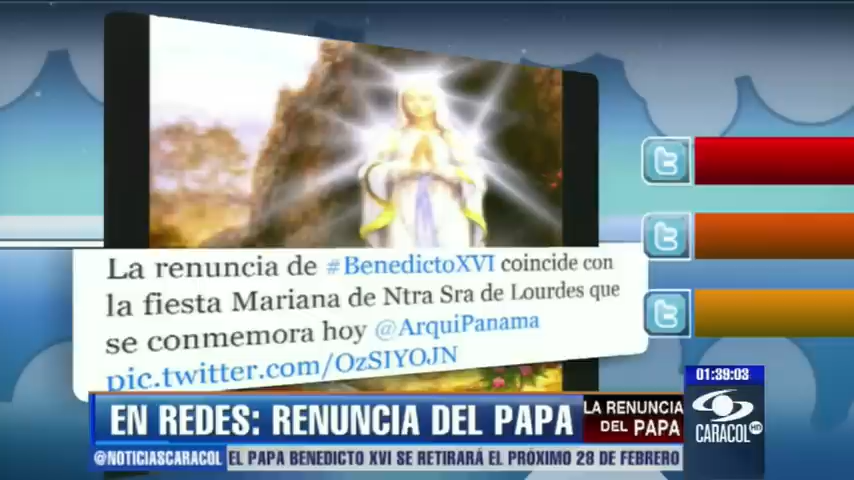 La renuncia de #BenedictoXVI coincide con
la fiesta Mariana de Ntra Sra de Lourdes que
se conmemora hoy @ArquiPanama
pic.twitter.com/OzSIYOJN
EN REDES: RENUNCIA DEL PAPA
LA RENUNCIA
DEL PAPA
01:39:03
CARACOL HD
@NOTICIASCARACOL
EL PAPA BENEDICTO XVI SE RETIRARÁ EL PRÓXIMO 28 DE FEBRERO